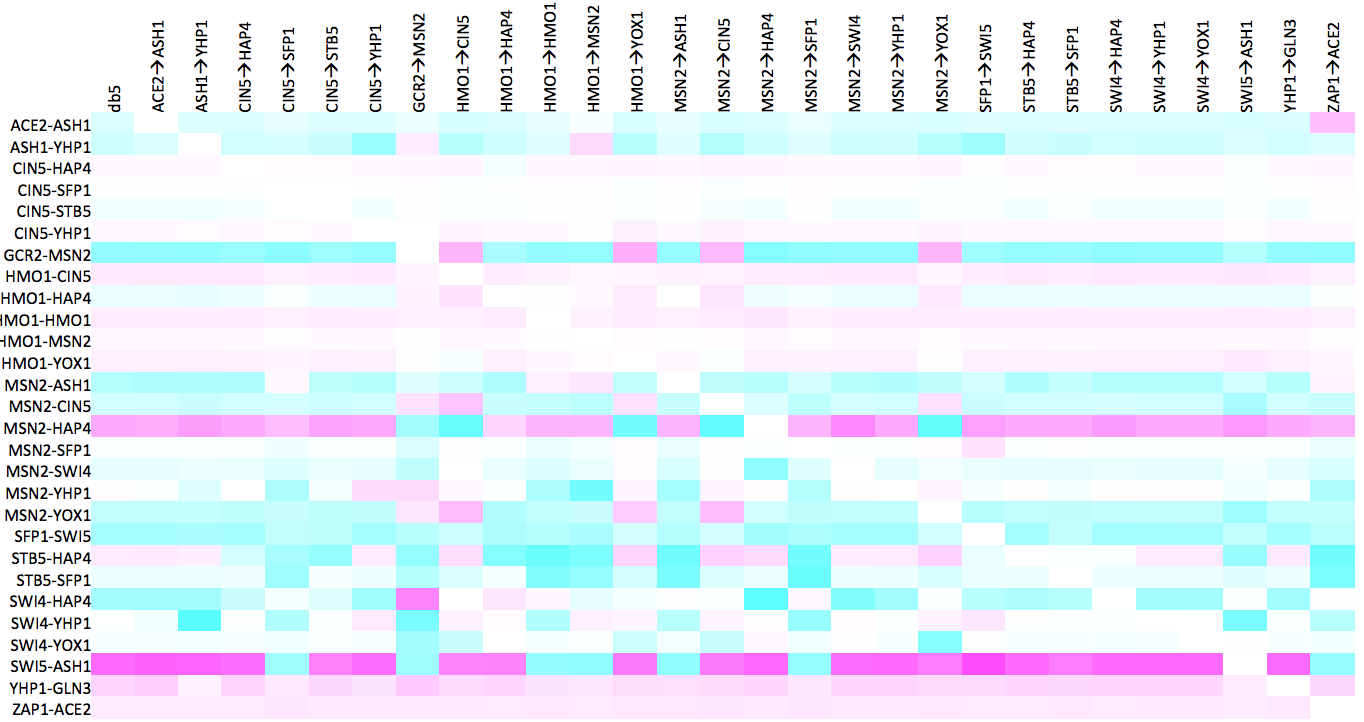 db5
ACE2→ASH1
ASH1→YHP1
CIN5→HAP4
CIN5→SFP1
CIN5→STB5
CIN5→YHP1
GCR2→MSN2
HMO1→CIN5
HMO1→HAP4
HMO1→HMO1
HMO1→MSN2
HMO1→YOX1
MSN2→ASH1
MSN2→CIN5
MSN2→HAP4
MSN2→SFP1
MSN2→SWI4
MSN2→YHP1
MSN2→YOX1
SFP1→SWI5
STB5→HAP4
STB5→SFP1
SWI4→HAP4
SWI4→YHP1
SWI4→YOX1
SWI5→ASH1
YHP1→GLN3
ZAP1→ACE2
ACE2-ASH1
ASH1-YHP1
CIN5-HAP4
CIN5-SFP1
CIN5-STB5
CIN5-YHP1
GCR2-MSN2
HMO1-CIN5
HMO1-HAP4
HMO1-HMO1
HMO1-MSN2
HMO1-YOX1
MSN2-ASH1
MSN2-CIN5
MSN2-HAP4
MSN2-SFP1
MSN2-SWI4
MSN2-YHP1
MSN2-YOX1
SFP1-SWI5
STB5-HAP4
STB5-SFP1
SWI4-HAP4
SWI4-YHP1
SWI4-YOX1
SWI5-ASH1
YHP1-GLN3
ZAP1-ACE2